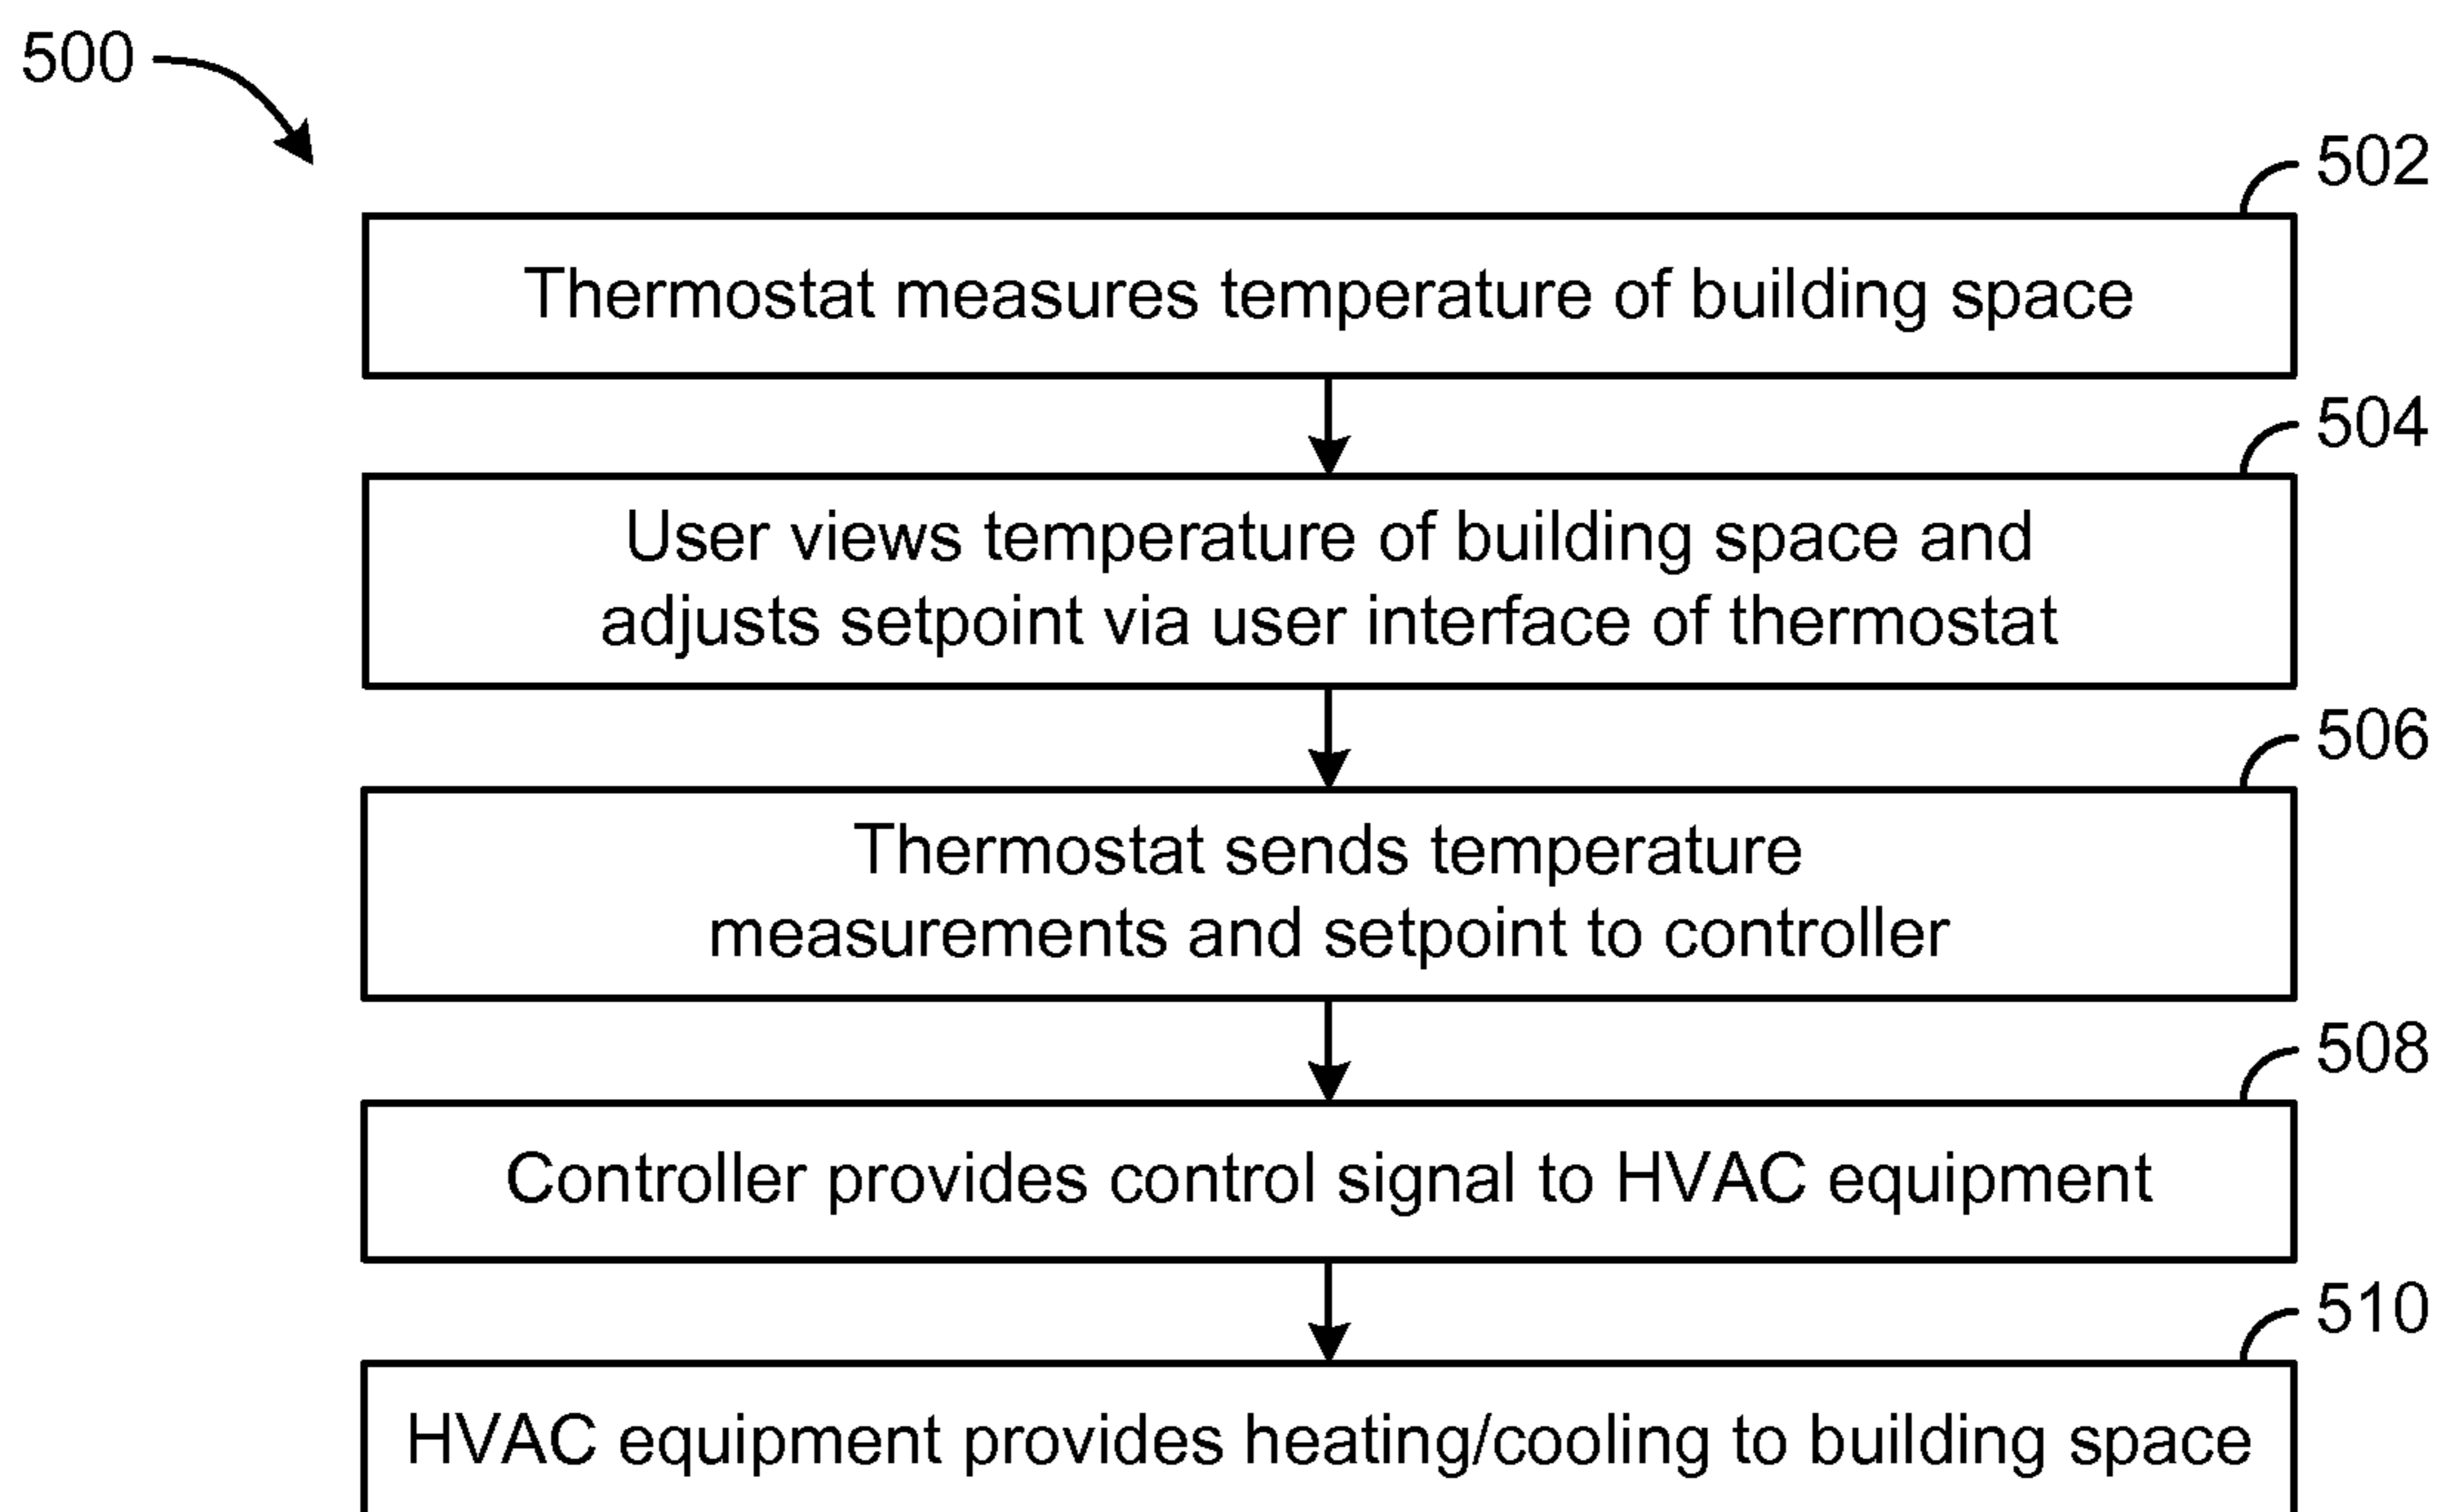 500
502
Thermostat measures temperature of building space
504
User views temperature of building space and
adjusts setpoint via user interface of thermostat
506
Thermostat sends temperature
measurements and setpoint to controller
508
Controller provides control signal to HVAC equipment
510
HVAC equipment provides heating/cooling to building space